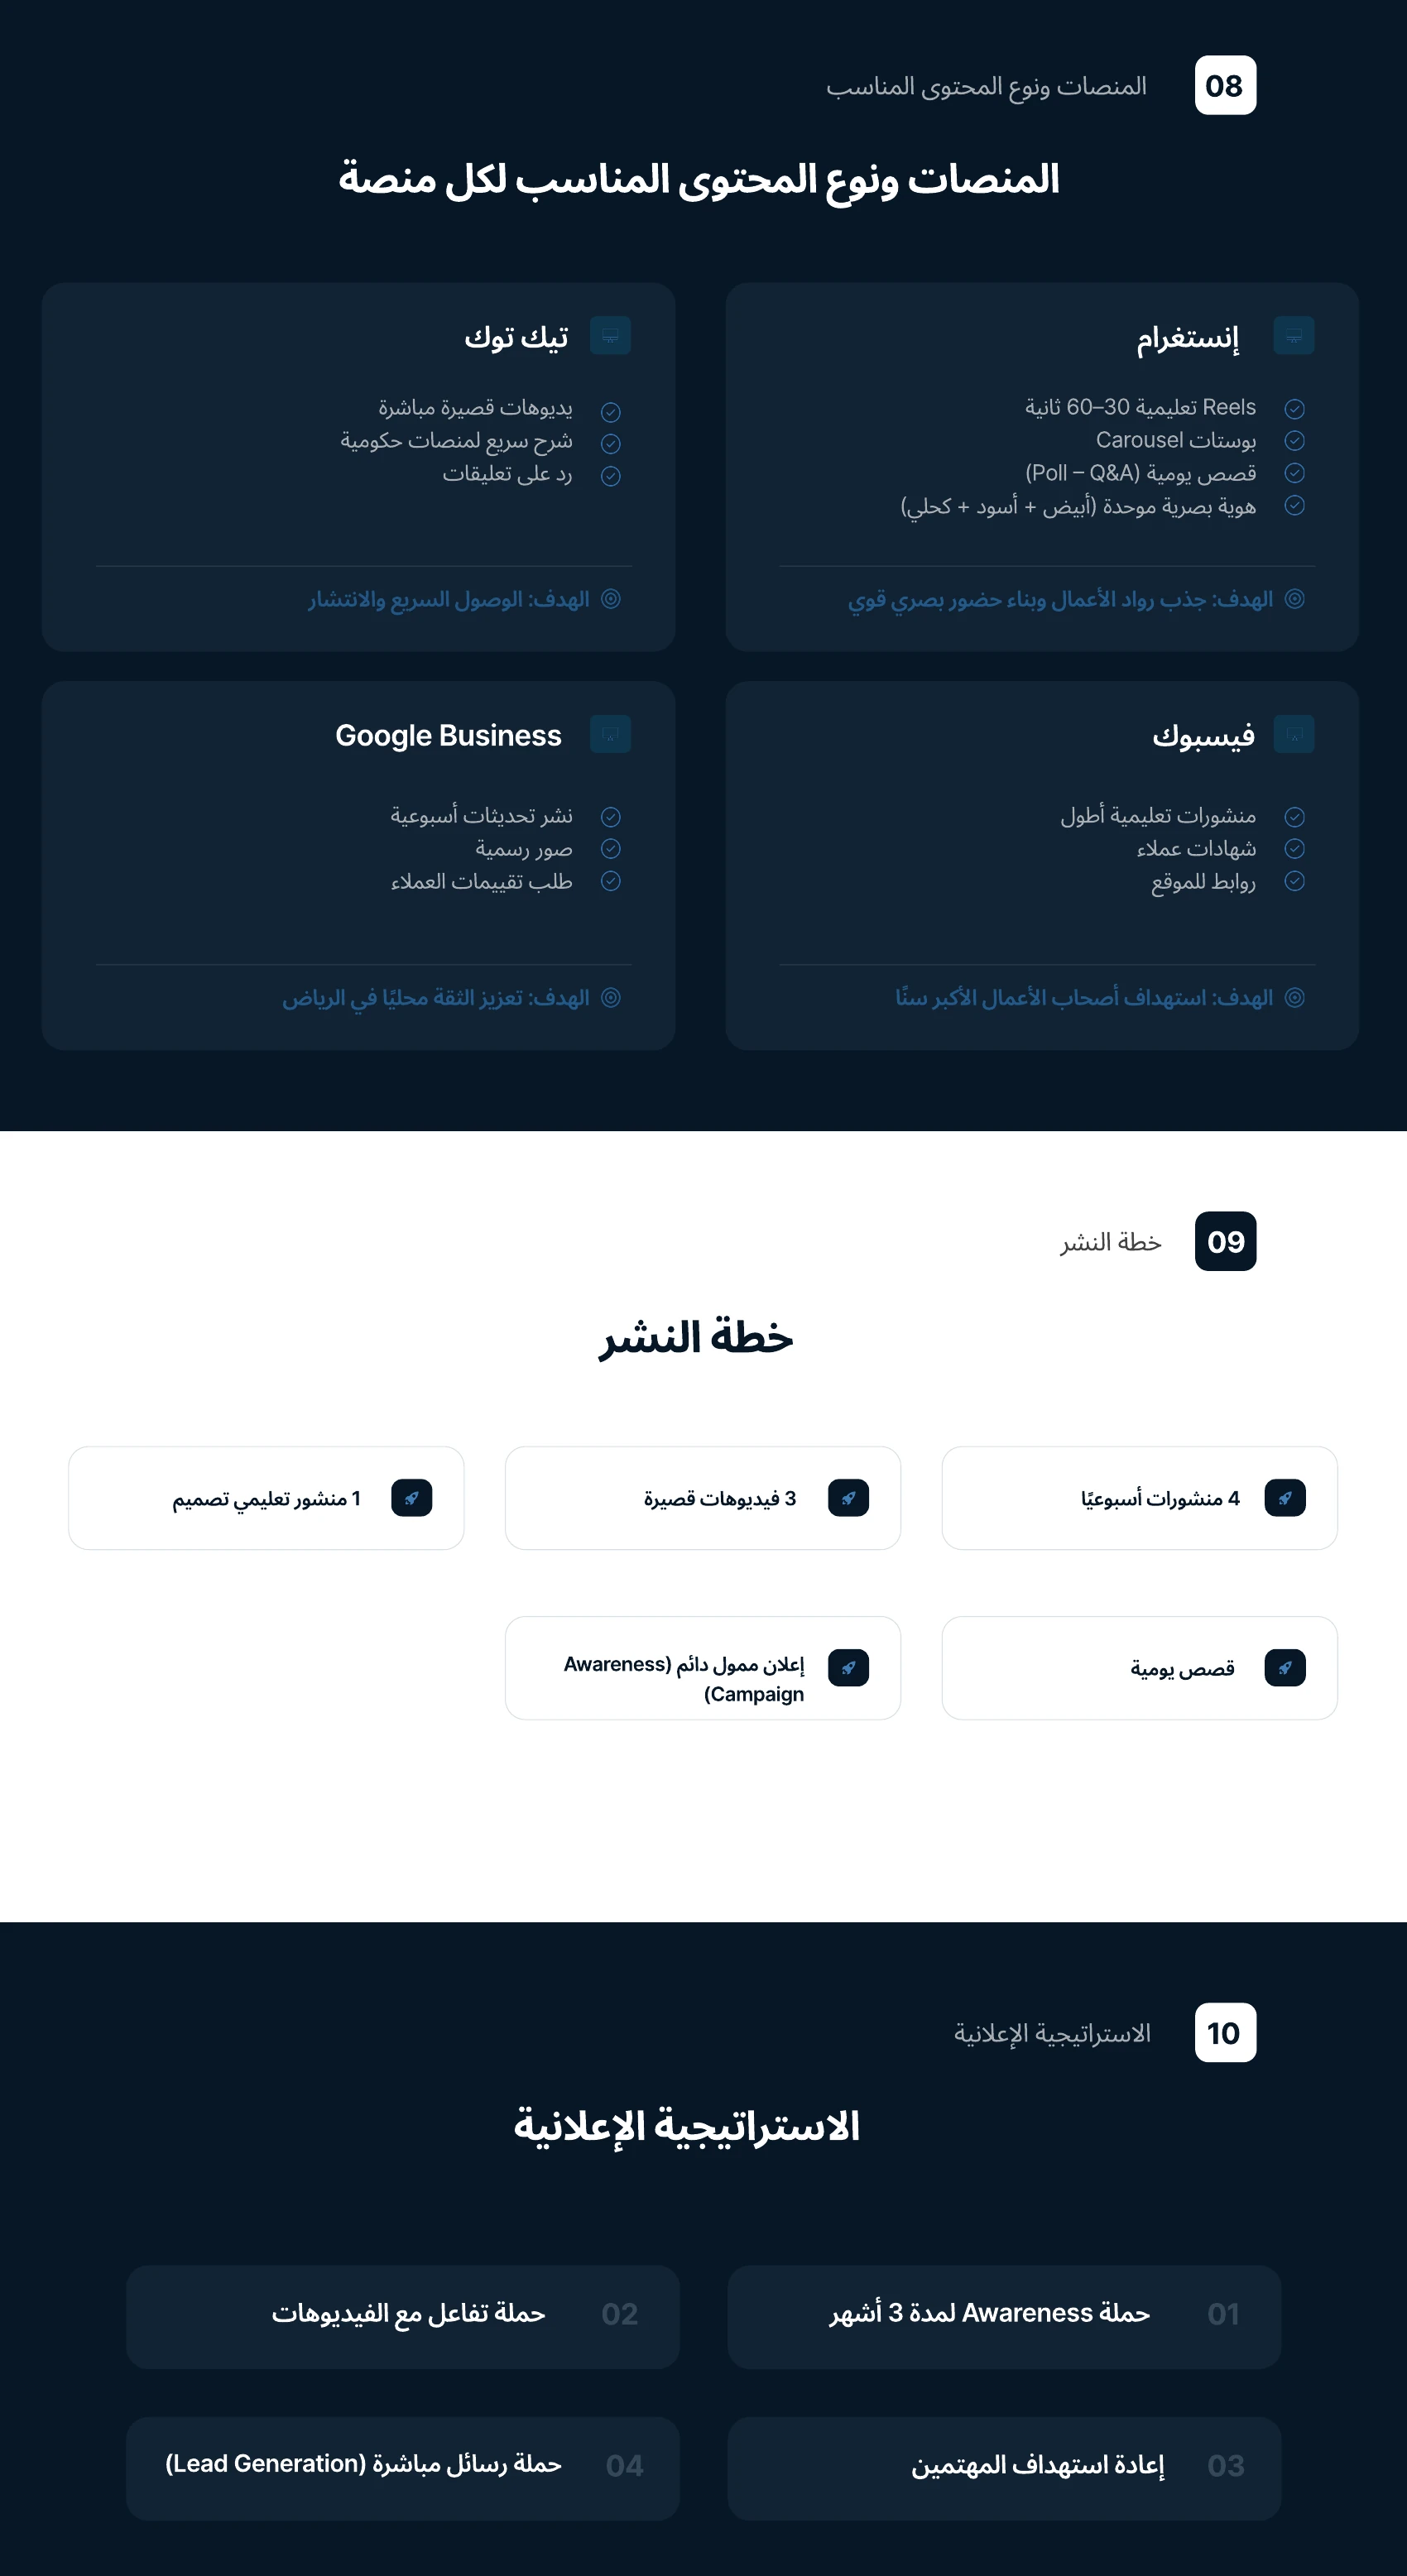 08
المنصات ونوع المحتوى المناسب
المنصات ونوع المحتوى المناسب لكل منصة
إنستغرام
Reels تعليمية 30–60 ثانية
بوستات Carousel
قصص يومية (Poll – Q&A)
هوية بصرية موحدة (أبيض + أسود + كحلي)
الهدف: جذب رواد الأعمال وبناء حضور بصري قوي
تيك توك
يديوهات قصيرة مباشرة
شرح سريع لمنصات حكومية
رد على تعليقات
الهدف: الوصول السريع والانتشار
فيسبوك
منشورات تعليمية أطول
شهادات عملاء
روابط للموقع
الهدف: استهداف أصحاب الأعمال الأكبر سنًا
Google Business
نشر تحديثات أسبوعية
صور رسمية
طلب تقييمات العملاء
الهدف: تعزيز الثقة محليًا في الرياض
09
خطة النشر
خطة النشر
4 منشورات أسبوعيًا
3 فيديوهات قصيرة
1 منشور تعليمي تصميم
قصص يومية
إعلان ممول دائم (Awareness
Campaign)
10
الاستراتيجية الإعلانية
الاستراتيجية الإعلانية
01
حملة Awareness لمدة 3 أشهر
02
حملة تفاعل مع الفيديوهات
03
إعادة استهداف المهتمين
04
حملة رسائل مباشرة (Lead Generation)